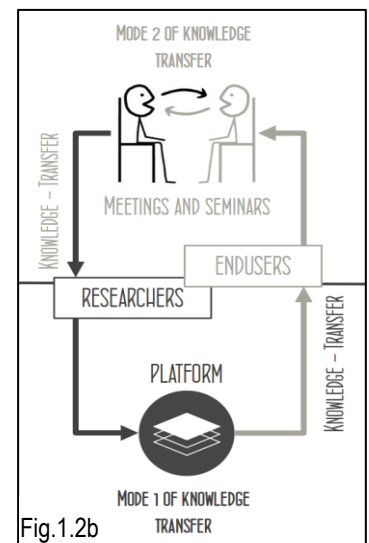 MODE 2 OF KNOWLEDGE
TRANSFER
KNOWLEDGE – TRANSFER
MEETINGS AND SEMINARS
ENDUSERS
RESEARCHERS
KNOWLEDGE – TRANSFER
PLATFORM
MODE 1 OF KNOWLEDGE
TRANSFER
Fig.1.2b